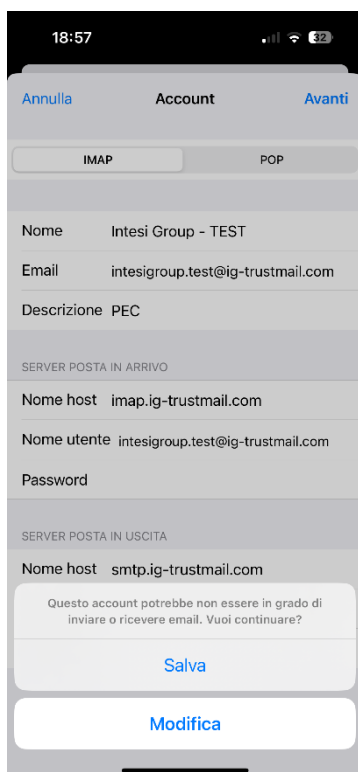 18:57
32
Annulla
Account
Avanti
IMAP
POP
Nome Intesi Group - TEST
Email intesigroup.test@ig-trustmail.com
Descrizione PEC
SERVER POSTA IN ARRIVO
Nome host imap.ig-trustmail.com
Nome utente intesigroup.test@ig-trustmail.com
Password
SERVER POSTA IN USCITA
Nome host smtp.ig-trustmail.com
Questo account potrebbe non essere in grado di
inviare o ricevere email. Vuoi continuare?
Salva
Modifica